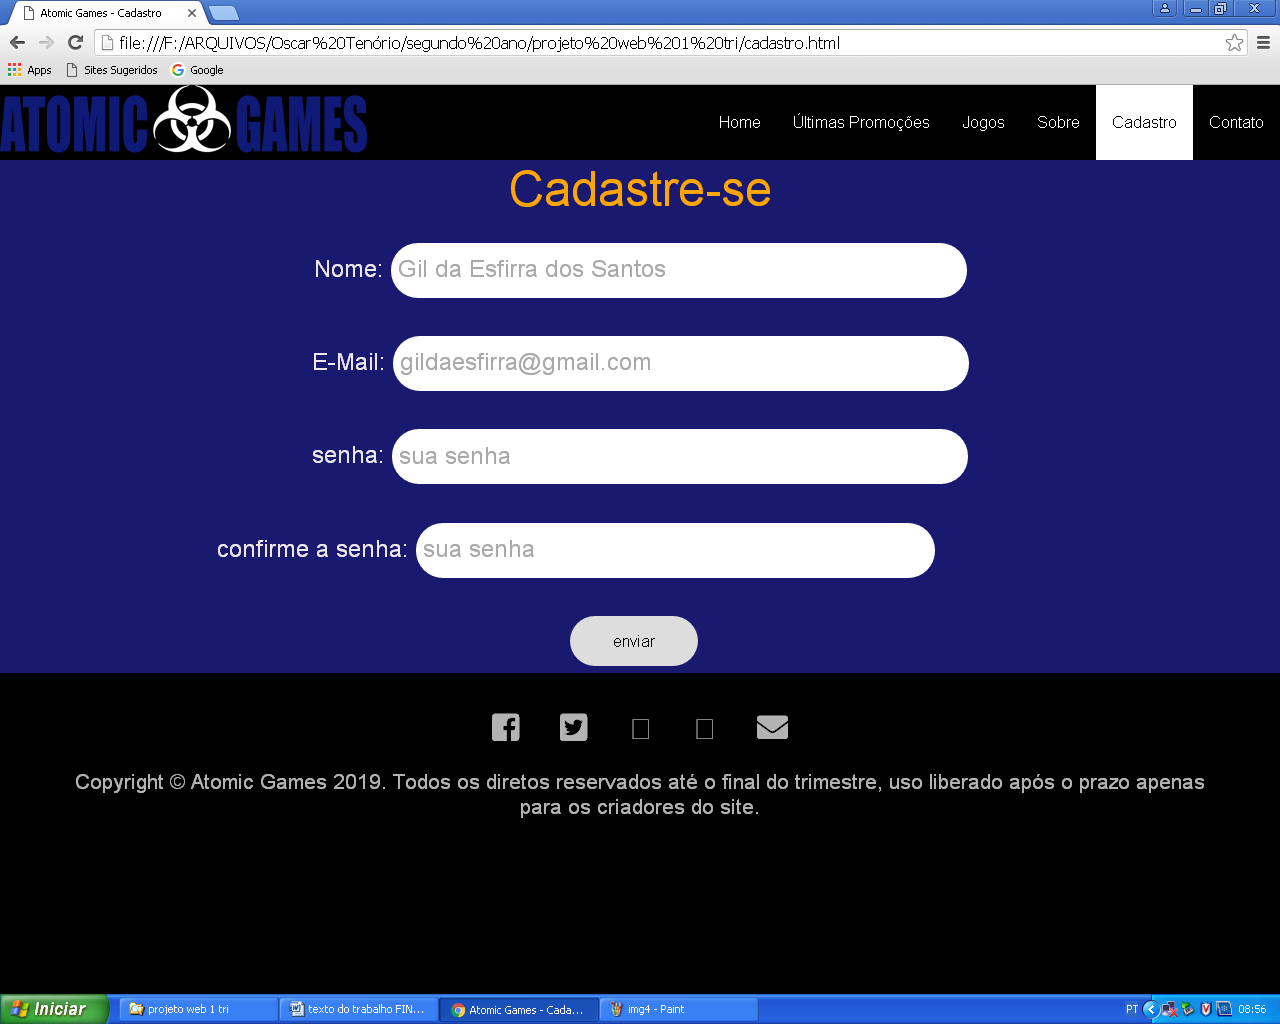 Atomic Games - Cadastro
file:///F:/ARQUIVOS/Oscar%20Tenório/segundo%20ano/projeto%20web%201%20tri/cadastro.html
Apps Sites Sugeridos Google
ATOMIC GAMES Home Últimas Promoções Jogos Sobre Cadastro Contato
Cadastre-se
Nome: Gil da Esfirra dos Santos
E-Mail: gildaesfirra@gmail.com
senha: sua senha
confirme a senha: sua senha
enviar
Copyright © Atomic Games 2019. Todos os diretos reservados até o final do trimestre, uso liberado após o prazo apenas
para os criadores do site.
Iniciar projeto web 1 tri texto do trabalho FIN... Atomic Games - Cada... img4 - Paint PT 08:56